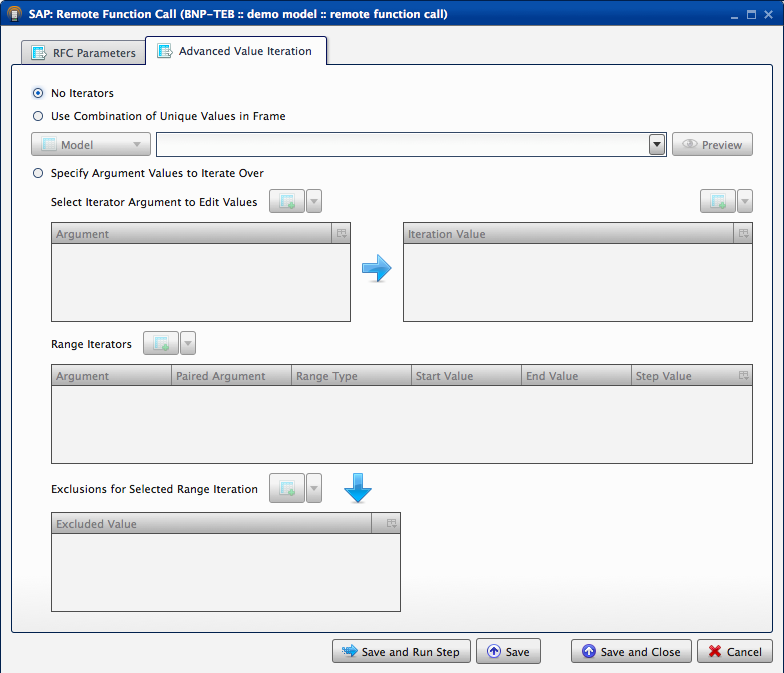 SAP: Remote Function Call (BNP-TEB :: demo model :: remote function call)
RFC Parameters
Advanced Value Iteration
No Iterators
Use Combination of Unique Values in Frame
Model
Preview
Specify Argument Values to Iterate Over
Select Iterator Argument to Edit Values
Argument
Iteration Value
Range Iterators
Argument Paired Argument Range Type Start Value End Value Step Value
Exclusions for Selected Range Iteration
Excluded Value
Save and Run Step
Save
Save and Close
Cancel